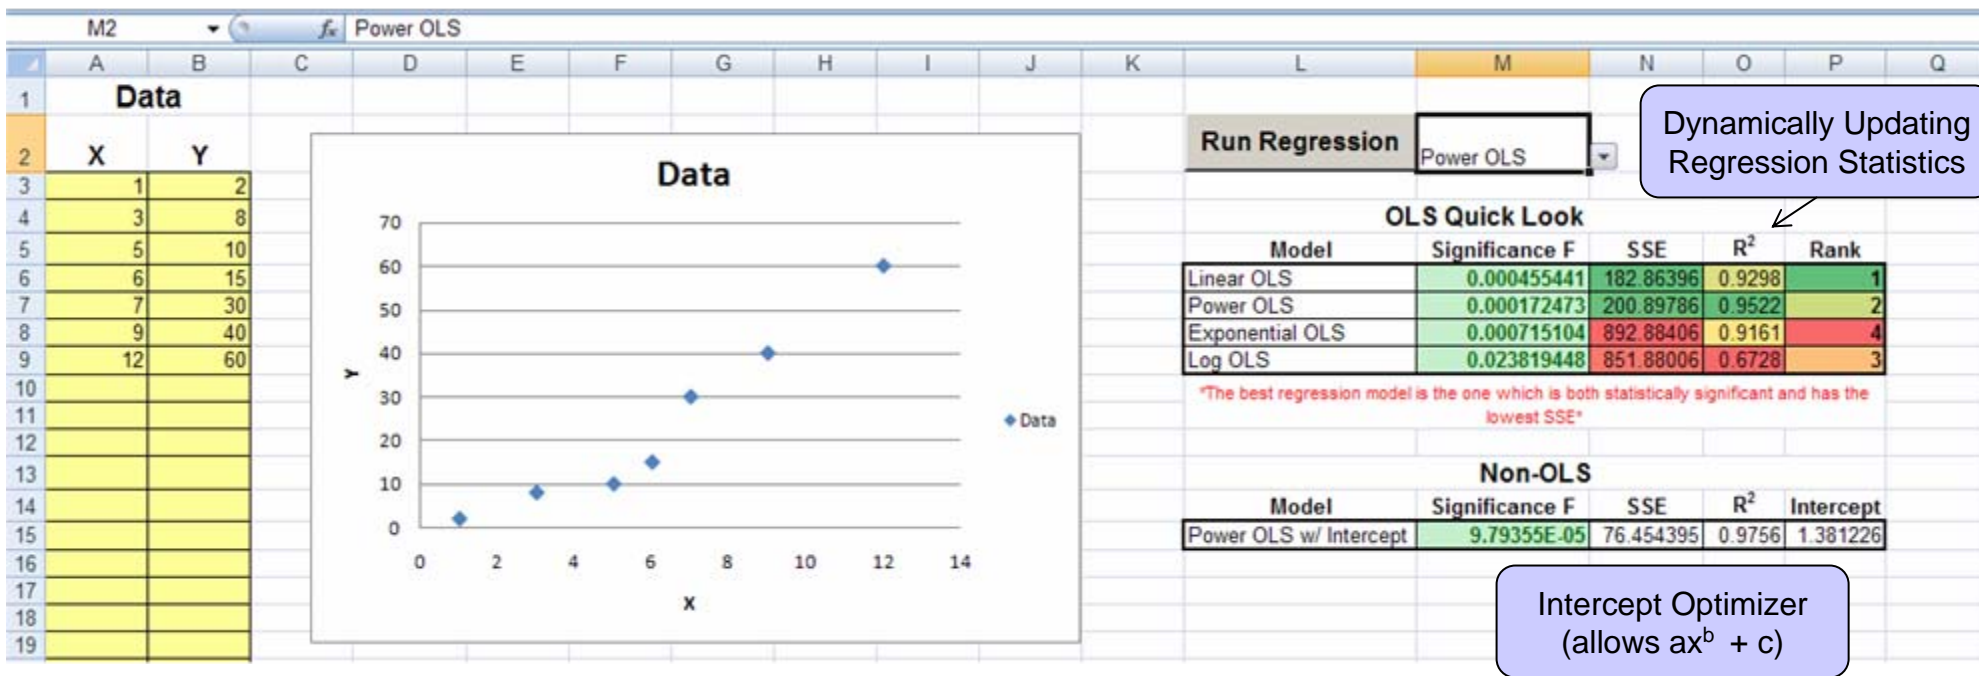 M2 fx Power OLS
A B C D E F G H I J K L M N O P Q
1 Data
2 X Y
3 1 2
4 3 8
5 5 10
6 6 15
7 7 30
8 9 40
9 12 60
10
11
12
13
14
15
16
17
18
19
Data
70
60
50
40
30
20
10
0
Y
0 2 4 6 8 10 12 14
X
Data
Run Regression Power OLS
Dynamically Updating
Regression Statistics
OLS Quick Look
Model Significance F SSE R² Rank
Linear OLS 0.000455441 182.86396 0.9298 1
Power OLS 0.000172473 200.89786 0.9522 2
Exponential OLS 0.000715104 892.88406 0.9161 4
Log OLS 0.023819448 851.88006 0.6728 3
*The best regression model is the one which is both statistically significant and has the
lowest SSE*
Non-OLS
Model Significance F SSE R² Intercept
Power OLS w/ Intercept 9.79355E-05 76.454395 0.9756 1.381226
Intercept Optimizer
(allows axᵇ + c)